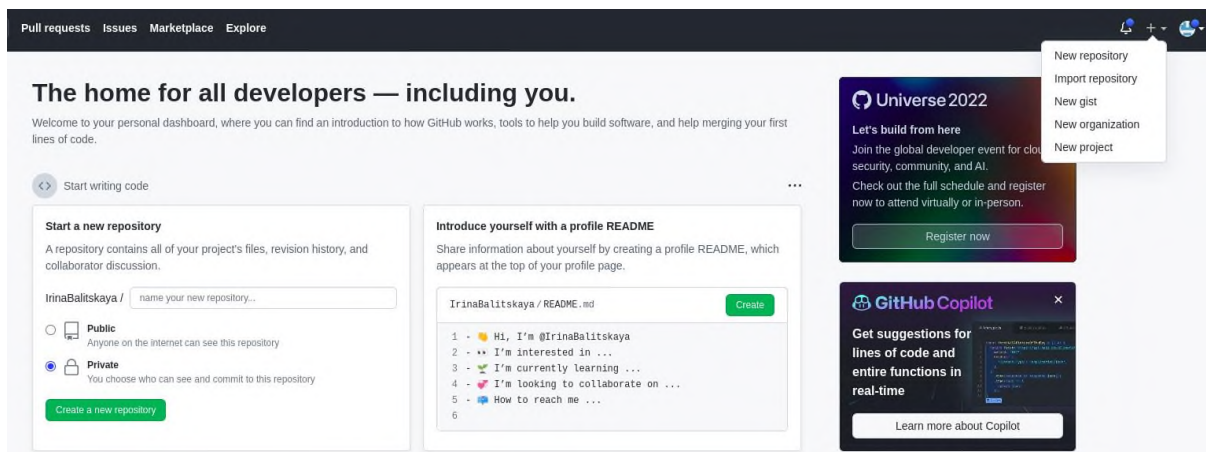 Pull requests Issues Marketplace Explore
New repository
Import repository
New gist
New organization
New project
The home for all developers — including you.
Welcome to your personal dashboard, where you can find an introduction to how GitHub works, tools to help you build software, and help merging your first
lines of code.
Start writing code
Start a new repository
A repository contains all of your project's files, revision history, and
collaborator discussion.
IrinaBalitskaya / name your new repository...
Public
Anyone on the internet can see this repository
Private
You choose who can see and commit to this repository
Create a new repository
Introduce yourself with a profile README
Share information about yourself by creating a profile README, which
appears at the top of your profile page.
IrinaBalitskaya/README.md Create
1 - 👋 Hi, I'm @IrinaBalitskaya
2 - 👀 I'm interested in ...
3 - 🌱 I'm currently learning ...
4 - 💞️ I'm looking to collaborate on ...
5 - 📫 How to reach me ...
6
Universe 2022
Let's build from here
Join the global developer event for
security, community, and AI.
Check out the full schedule and register
now to attend virtually or in-person.
Register now
GitHub Copilot
Get suggestions for
lines of code and
entire functions in
real-time
Learn more about Copilot